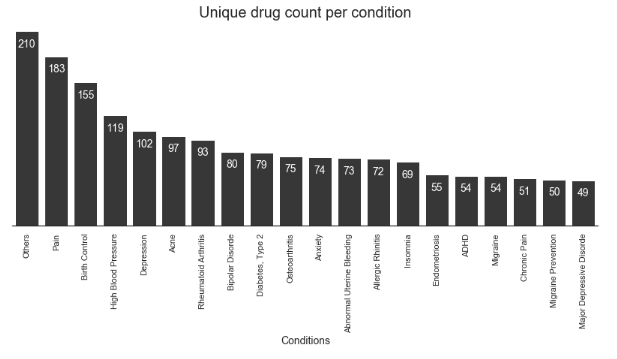 Unique drug count per condition
210
183
155
119
102
97
93
80
79
75
74
73
72
69
55
54
54
51
50
49
Others
Pain
Birth Control
High Blood Pressure
Depression
Acne
Rheumatoid Arthritis
Bipolar Disorde
Diabetes, Type 2
Osteoarthritis
Anxiety
Abnormal Uterine Bleeding
Allergic Rhinitis
Insomnia
Endometriosis
ADHD
Migraine
Chronic Pain
Migraine Prevention
Major Depressive Disorde
Conditions